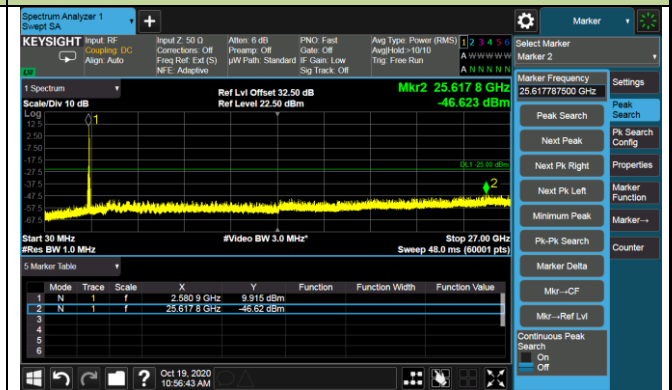 Spectrum Analyzer 1
Swept SA
+
Marker
KEYSIGHT
Input: RF
Coupling: DC
Align: Auto
Input Z: 50 Ω
Corrections: Off
Freq Ref: Ext (S)
NFE: Adaptive
Atten: 6 dB
Preamp: Off
µW Path: Standard
PNO: Fast
Gate: Off
IF Gain: Low
Sig Track: Off
Avg Type: Power (RMS)
Avg|Hold:>10/10
Trig: Free Run
1 2 3 4 5 6
A W W W W W
A N N N N N
Select Marker
Marker 2
1 Spectrum
Scale/Div 10 dB
Log
Ref Lvl Offset 32.50 dB
Ref Level 22.50 dBm
Mkr2 25.617 8 GHz
-46.623 dBm
12.5
2.50
-7.50
-17.5
-27.5
-37.5
-47.5
-57.5
-67.5
1
DL1 -25.00 dBm
2
Start 30 MHz
#Res BW 1.0 MHz
#Video BW 3.0 MHz*
Stop 27.00 GHz
Sweep 48.0 ms (60001 pts)
5 Marker Table
Mode Trace Scale X Y Function Function Width Function Value
1 N 1 f 2.580 9 GHz 9.915 dBm
2 N 1 f 25.617 8 GHz -46.62 dBm
3
4
5
6
Marker Frequency
25.617787500 GHz
Peak Search
Next Peak
Next Pk Right
Next Pk Left
Minimum Peak
Pk-Pk Search
Marker Delta
Mkr→CF
Mkr→Ref Lvl
Continuous Peak
Search
On
Off
Settings
Peak
Search
Pk Search
Config
Properties
Marker
Function
Marker→
Counter
?
Oct 19, 2020
10:56:43 AM